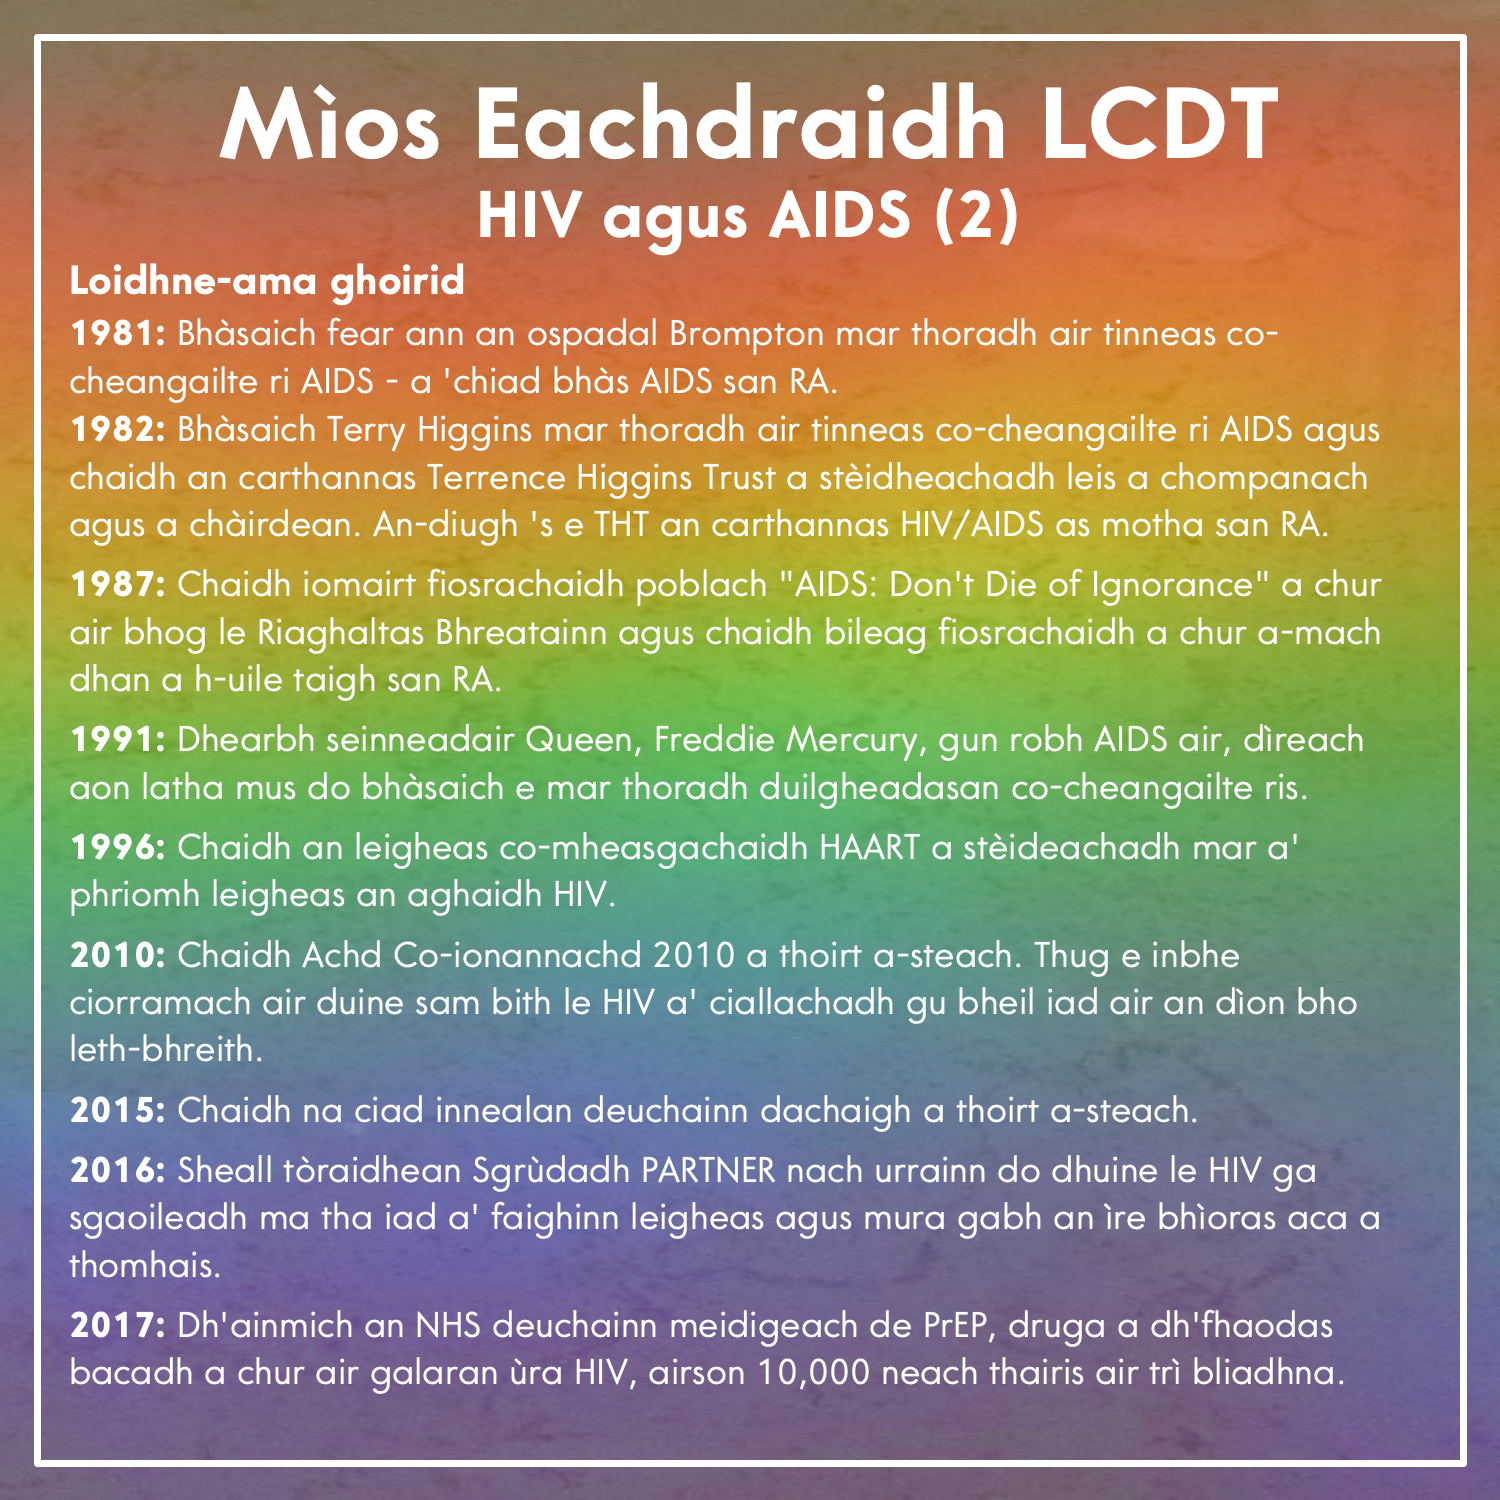 Mìos Eachdraidh LCDT
HIV agus AIDS (2)
Loidhne-ama ghoirid
1981: Bhàsaich fear ann an ospadal Brompton mar thoradh air tinneas co-
cheangailte ri AIDS - a 'chiad bhàs AIDS san RA.
1982: Bhàsaich Terry Higgins mar thoradh air tinneas co-cheangailte ri AIDS agus
chaidh an carthannas Terrence Higgins Trust a stèidheachadh leis a chompanach
agus a chàirdean. An-diugh 's e THT an carthannas HIV/AIDS as motha san RA.
1987: Chaidh iomairt fiosrachaidh poblach "AIDS: Don't Die of Ignorance" a chur
air bhog le Riaghaltas Bhreatainn agus chaidh bileag fiosrachaidh a chur a-mach
dhan a h-uile taigh san RA.
1991: Dhearbh seinneadair Queen, Freddie Mercury, gun robh AIDS air, dìreach
aon latha mus do bhàsaich e mar thoradh duilgheadasan co-cheangailte ris.
1996: Chaidh an leigheas co-mheasgachaidh HAART a stèideachadh mar a'
phriomh leigheas an aghaidh HIV.
2010: Chaidh Achd Co-ionannachd 2010 a thoirt a-steach. Thug e inbhe
ciorramach air duine sam bith le HIV a' ciallachadh gu bheil iad air an dìon bho
leth-bhreith.
2015: Chaidh na ciad innealan deuchainn dachaigh a thoirt a-steach.
2016: Sheall tòraidhean Sgrùdadh PARTNER nach urrainn do dhuine le HIV ga
sgaoileadh ma tha iad a' faighinn leigheas agus mura gabh an ìre bhìoras aca a
thomhais.
2017: Dh'ainmich an NHS deuchainn meidigeach de PrEP, druga a dh'fhaodas
bacadh a chur air galaran ùra HIV, airson 10,000 neach thairis air trì bliadhna.